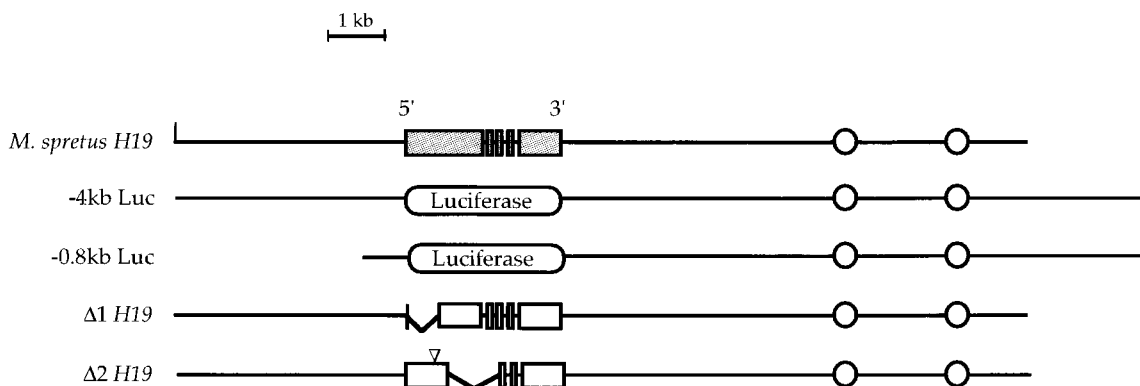 1 kb
5' 3'
M. spretus H19
-4kb Luc Luciferase
-0.8kb Luc Luciferase
Δ1 H19
Δ2 H19